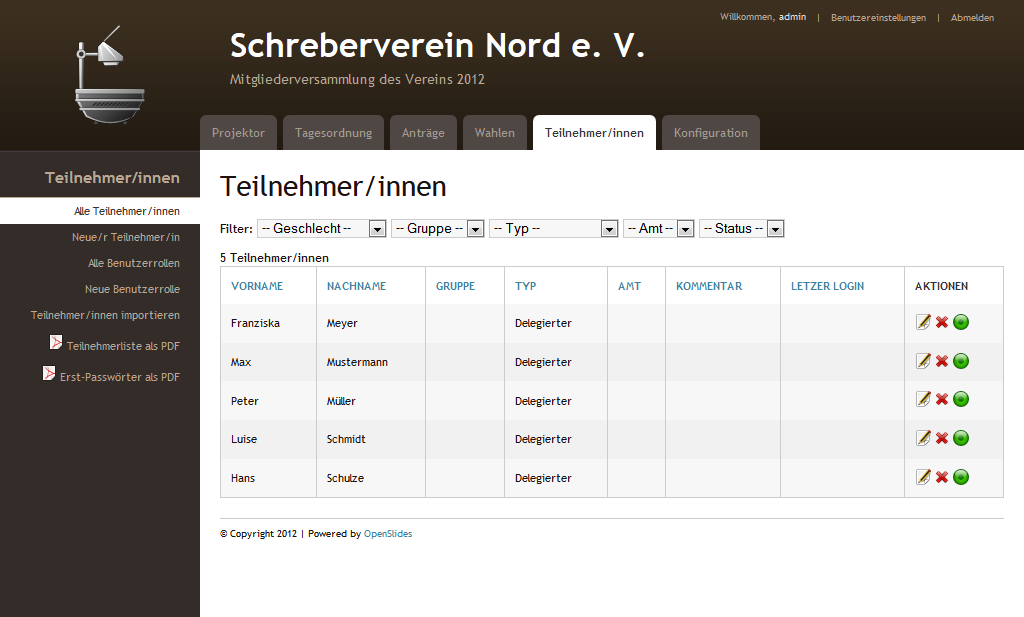 Willkommen, admin | Benutzereinstellungen | Abmelden
Schreberverein Nord e. V.
Mitgliederversammlung des Vereins 2012
Projektor Tagesordnung Anträge Wahlen Teilnehmer/innen Konfiguration
Teilnehmer/innen
Alle Teilnehmer/innen
Neue/r Teilnehmer/in
Alle Benutzerrollen
Neue Benutzerrolle
Teilnehmer/innen importieren
Teilnehmerliste als PDF
Erst-Passwörter als PDF
Teilnehmer/innen
Filter: -- Geschlecht -- -- Gruppe -- -- Typ -- -- Amt -- -- Status --
5 Teilnehmer/innen
VORNAME NACHNAME GRUPPE TYP AMT KOMMENTAR LETZER LOGIN AKTIONEN
Franziska Meyer Delegierter
Max Mustermann Delegierter
Peter Müller Delegierter
Luise Schmidt Delegierter
Hans Schulze Delegierter
© Copyright 2012 | Powered by OpenSlides